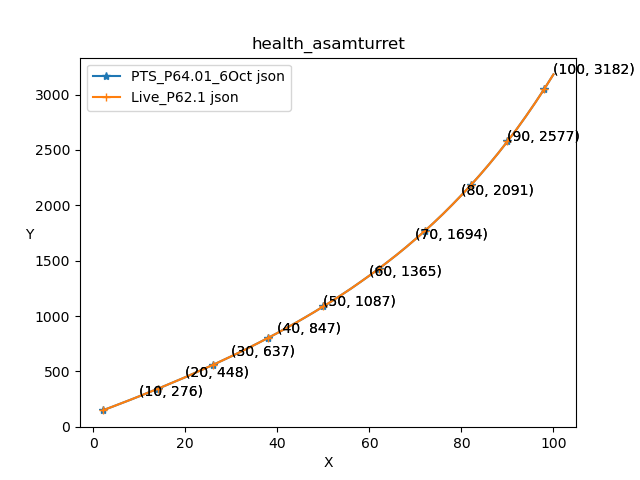 health_asamturret
PTS_P64.01_6Oct json
Live_P62.1 json
(100, 3182)
3000
(90, 2577)
2500
(80, 2091)
2000
Y
(70, 1694)
1500
(60, 1365)
(50, 1087)
1000
(40, 847)
(30, 637)
500
(20, 448)
(10, 276)
0
0 20 40 60 80 100
X